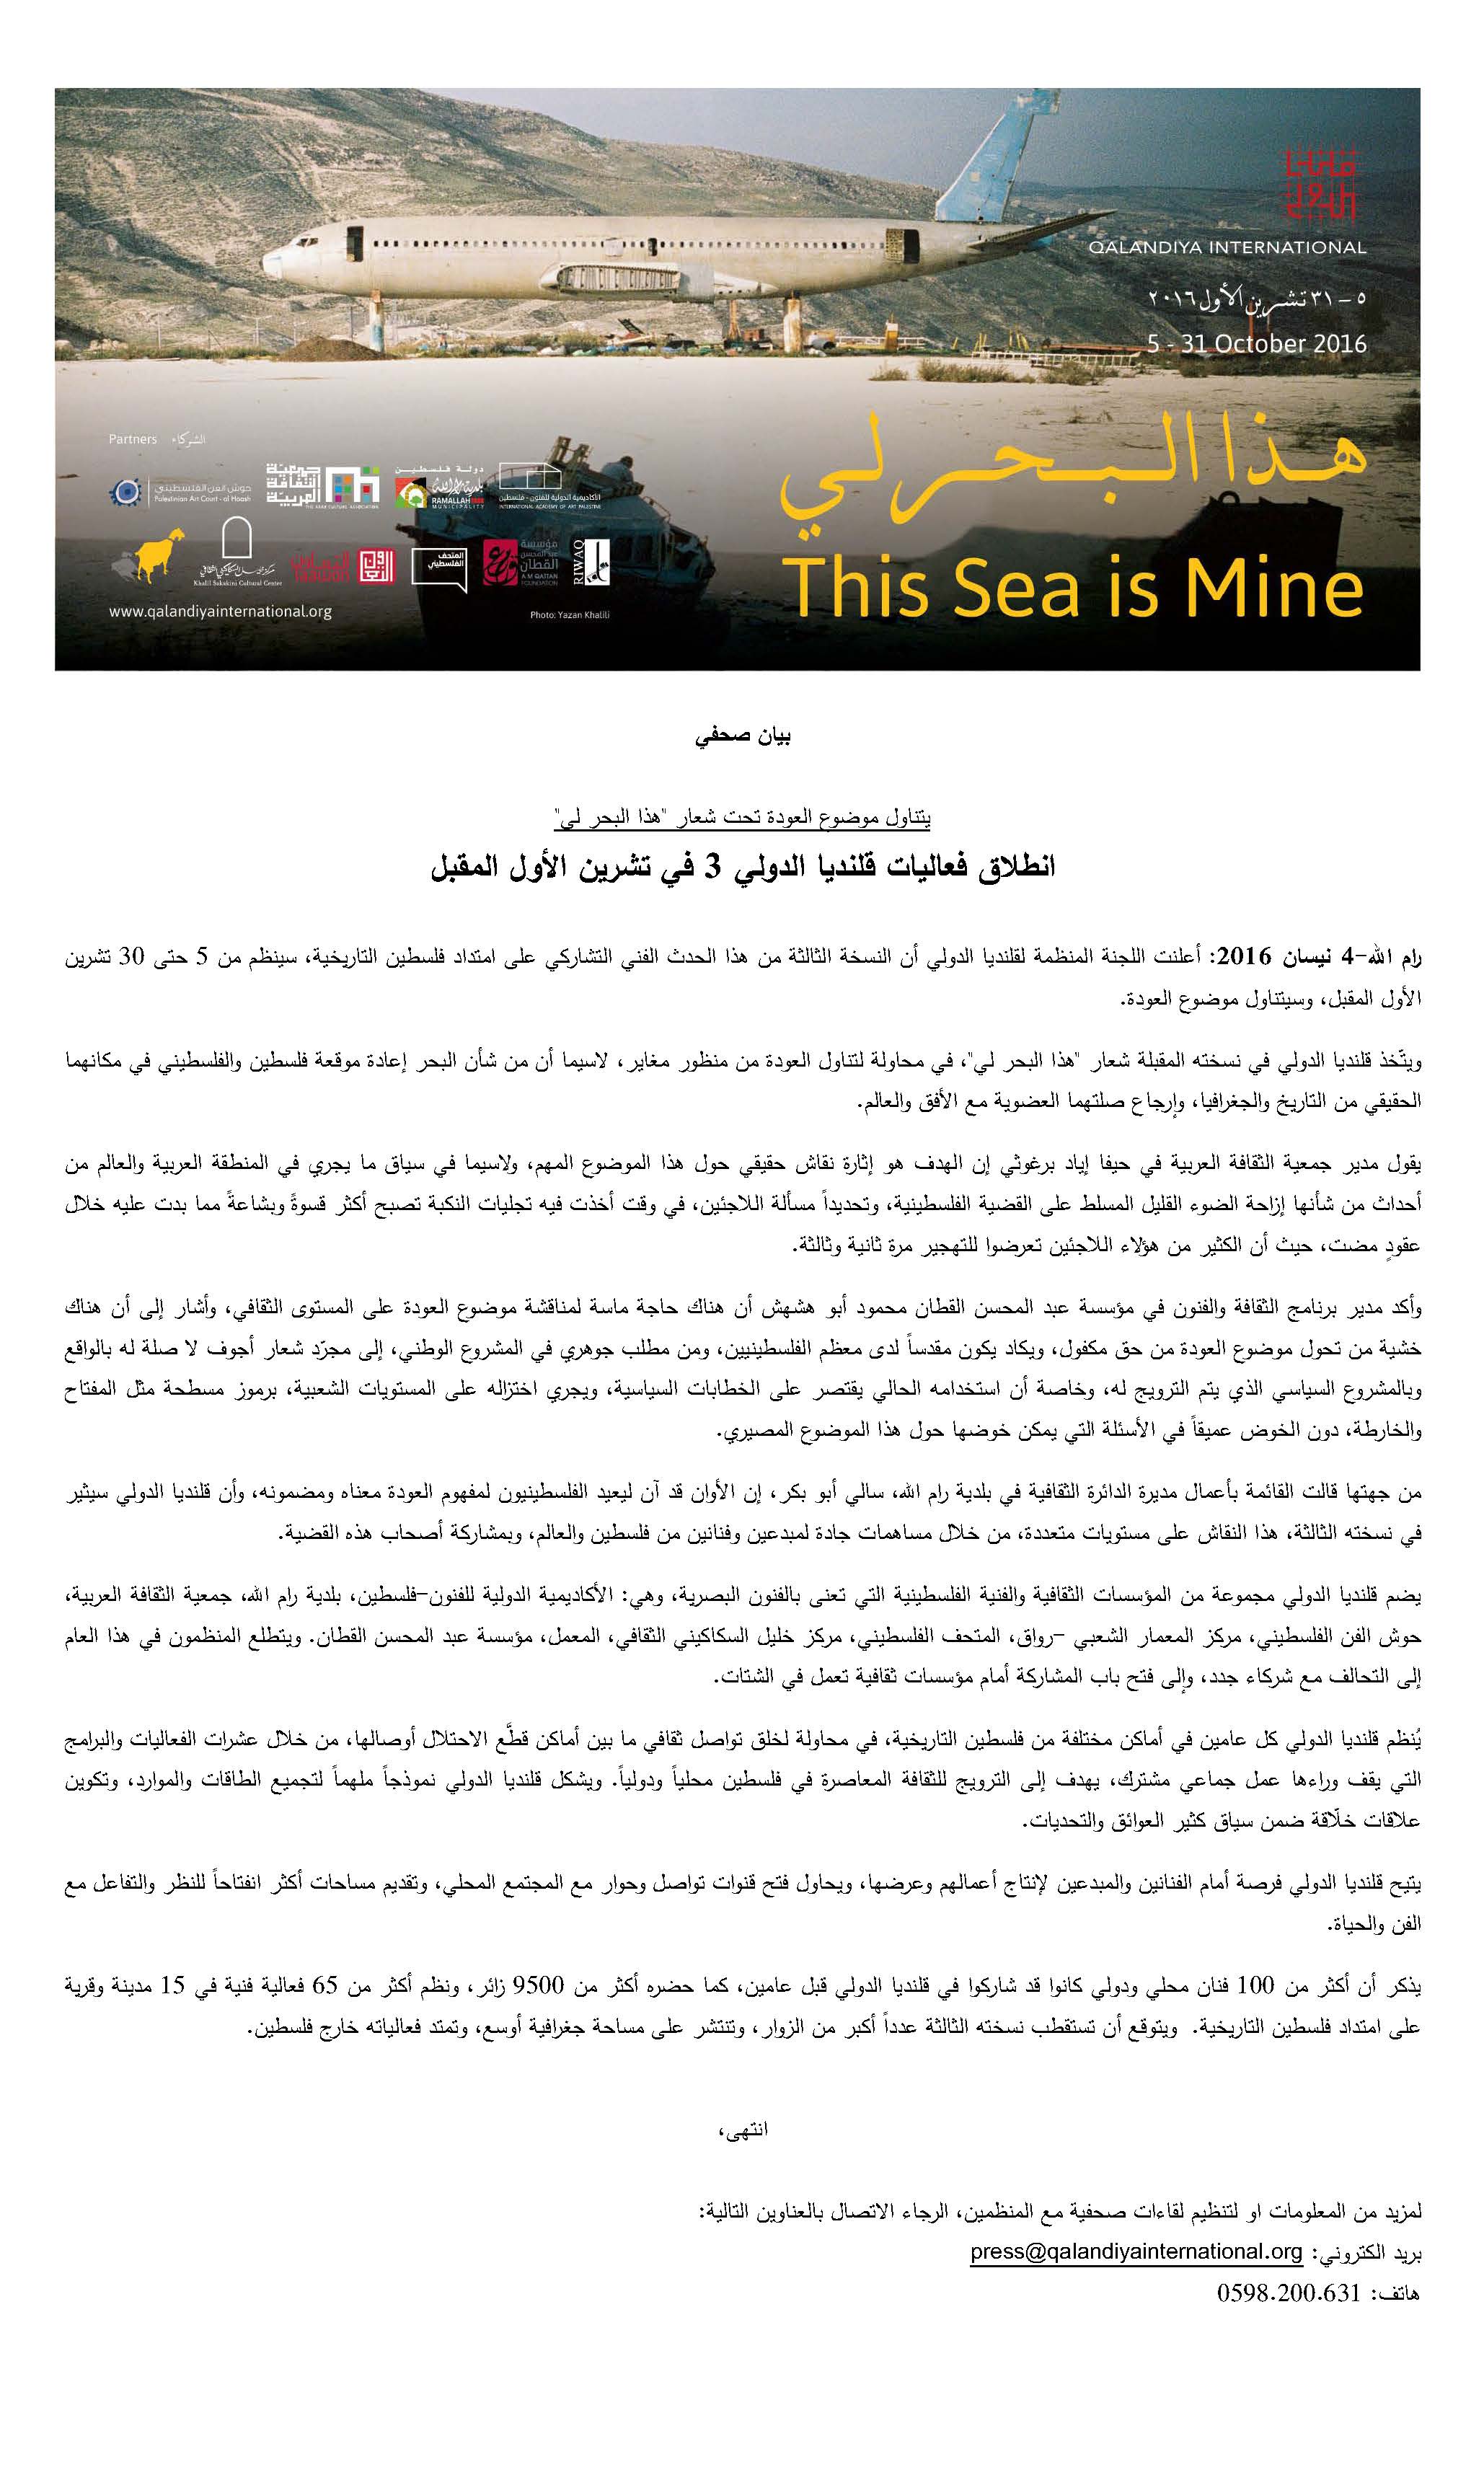 قلنديا
الدولي
QALANDIYA INTERNATIONAL
٥ – ٣١ تشرين الأول ٢٠١٦
5 - 31 October 2016
هذا البحر لي
This Sea is Mine
Partners الشركاء
حوش الفن الفلسطيني
Palestinian Art Court - al Hoash
جمعية
الثقافة
العربية
THE ARAB CULTURE ASSOCIATION
دولة فلسطين
بلدية رام الله
RAMALLAH
MUNICIPALITY
الأكاديمية الدولية للفنون - فلسطين
INTERNATIONAL ACADEMY OF ART PALESTINE
مركز خليل السكاكيني الثقافي
Khalil Sakakini Cultural Center
المتحف
الفلسطيني
مؤسسة
عبد المحسن
القطان
A.M QATTAN
FOUNDATION
RIWAQ
www.qalandiyainternational.org
Photo: Yazan Khalili
بيان صحفي
يتناول موضوع العودة تحت شعار "هذا البحر لي"
انطلاق فعاليات قلنديا الدولي 3 في تشرين الأول المقبل
رام الله-4 نيسان 2016: أعلنت اللجنة المنظمة لقلنديا الدولي أن النسخة الثالثة من هذا الحدث الفني التشاركي على امتداد فلسطين التاريخية، سينظم من 5 حتى 30 تشرين
الأول المقبل، وسيتناول موضوع العودة.
ويتّخذ قلنديا الدولي في نسخته المقبلة شعار "هذا البحر لي"، في محاولة لتناول العودة من منظور مغاير، لاسيما أن من شأن البحر إعادة موقعة فلسطين والفلسطيني في مكانهما
الحقيقي من التاريخ والجغرافيا، وإرجاع صلتهما العضوية مع الأفق والعالم.
يقول مدير جمعية الثقافة العربية في حيفا إياد برغوثي إن الهدف هو إثارة نقاش حقيقي حول هذا الموضوع المهم، ولاسيما في سياق ما يجري في المنطقة العربية والعالم من
أحداث من شأنها إزاحة الضوء القليل المسلط على القضية الفلسطينية، وتحديداً مسألة اللاجئين، في وقت أخذت فيه تجليات النكبة تصبح أكثر قسوةً وبشاعةً مما بدت عليه خلال
عقودٍ مضت، حيث أن الكثير من هؤلاء اللاجئين تعرضوا للتهجير مرة ثانية وثالثة.
وأكد مدير برنامج الثقافة والفنون في مؤسسة عبد المحسن القطان محمود أبو هشهش أن هناك حاجة ماسة لمناقشة موضوع العودة على المستوى الثقافي، وأشار إلى أن هناك
خشية من تحول موضوع العودة من حق مكفول، ويكاد يكون مقدساً لدى معظم الفلسطينيين، ومن مطلب جوهري في المشروع الوطني، إلى مجرّد شعار أجوف لا صلة له بالواقع
وبالمشروع السياسي الذي يتم الترويج له، وخاصة أن استخدامه الحالي يقتصر على الخطابات السياسية، ويجري اختزاله على المستويات الشعبية، برموز مسطحة مثل المفتاح
والخارطة، دون الخوض عميقاً في الأسئلة التي يمكن خوضها حول هذا الموضوع المصيري.
من جهتها قالت القائمة بأعمال مديرة الدائرة الثقافية في بلدية رام الله، سالي أبو بكر، إن الأوان قد آن ليعيد الفلسطينيون لمفهوم العودة معناه ومضمونه، وأن قلنديا الدولي سيثير
في نسخته الثالثة، هذا النقاش على مستويات متعددة، من خلال مساهمات جادة لمبدعين وفنانين من فلسطين والعالم، وبمشاركة أصحاب هذه القضية.
يضم قلنديا الدولي مجموعة من المؤسسات الثقافية والفنية الفلسطينية التي تعنى بالفنون البصرية، وهي: الأكاديمية الدولية للفنون-فلسطين، بلدية رام الله، جمعية الثقافة العربية،
حوش الفن الفلسطيني، مركز المعمار الشعبي -رواق، المتحف الفلسطيني، مركز خليل السكاكيني الثقافي، المعمل، مؤسسة عبد المحسن القطان. ويتطلع المنظمون في هذا العام
إلى التحالف مع شركاء جدد، وإلى فتح باب المشاركة أمام مؤسسات ثقافية تعمل في الشتات.
يُنظم قلنديا الدولي كل عامين في أماكن مختلفة من فلسطين التاريخية، في محاولة لخلق تواصل ثقافي ما بين أماكن قطَّع الاحتلال أوصالها، من خلال عشرات الفعاليات والبرامج
التي يقف وراءها عمل جماعي مشترك، يهدف إلى الترويج للثقافة المعاصرة في فلسطين محلياً ودولياً. ويشكل قلنديا الدولي نموذجاً ملهماً لتجميع الطاقات والموارد، وتكوين
علاقات خلّاقة ضمن سياق كثير العوائق والتحديات.
يتيح قلنديا الدولي فرصة أمام الفنانين والمبدعين لإنتاج أعمالهم وعرضها، ويحاول فتح قنوات تواصل وحوار مع المجتمع المحلي، وتقديم مساحات أكثر انفتاحاً للنظر والتفاعل مع
الفن والحياة.
يذكر أن أكثر من 100 فنان محلي ودولي كانوا قد شاركوا في قلنديا الدولي قبل عامين، كما حضره أكثر من 9500 زائر، ونظم أكثر من 65 فعالية فنية في 15 مدينة وقرية
على امتداد فلسطين التاريخية. ويتوقع أن تستقطب نسخته الثالثة عدداً أكبر من الزوار، وتنتشر على مساحة جغرافية أوسع، وتمتد فعالياته خارج فلسطين.
انتهى،
لمزيد من المعلومات او لتنظيم لقاءات صحفية مع المنظمين، الرجاء الاتصال بالعناوين التالية:
بريد الكتروني: press@qalandiyainternational.org
هاتف: 0598.200.631